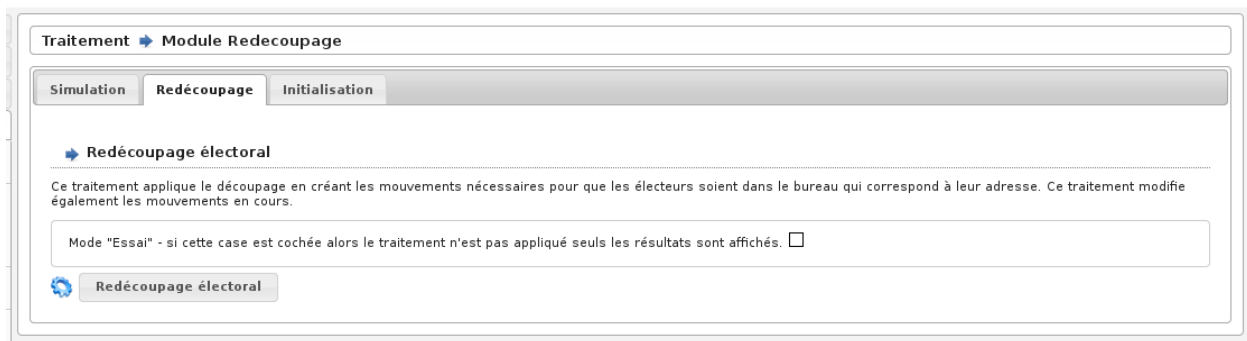 Traitement Module Redecoupage
Simulation Redécoupage Initialisation
Redécoupage électoral
Ce traitement applique le découpage en créant les mouvements nécessaires pour que les électeurs soient dans le bureau qui correspond à leur adresse. Ce traitement modifie
également les mouvements en cours.
Mode "Essai" - si cette case est cochée alors le traitement n'est pas appliqué seuls les résultats sont affichés.
Redécoupage électoral